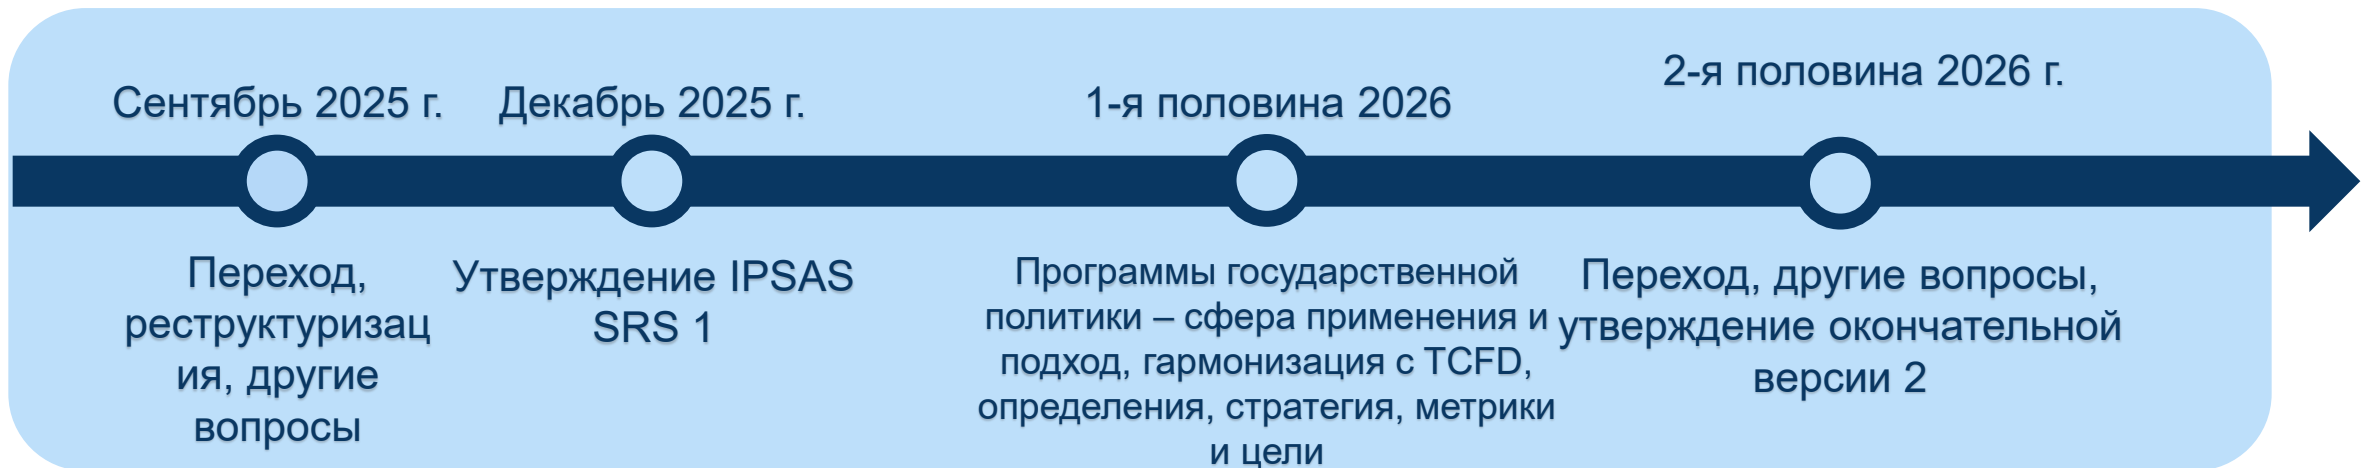 Сентябрь 2025 г.
Декабрь 2025 г.
1-я половина 2026
2-я половина 2026 г.
Переход,
реструктуризац
ия, другие
вопросы
Утверждение IPSAS
SRS 1
Программы государственной
политики – сфера применения и
подход, гармонизация с TCFD,
определения, стратегия, метрики
и цели
Переход, другие вопросы,
утверждение окончательной
версии 2